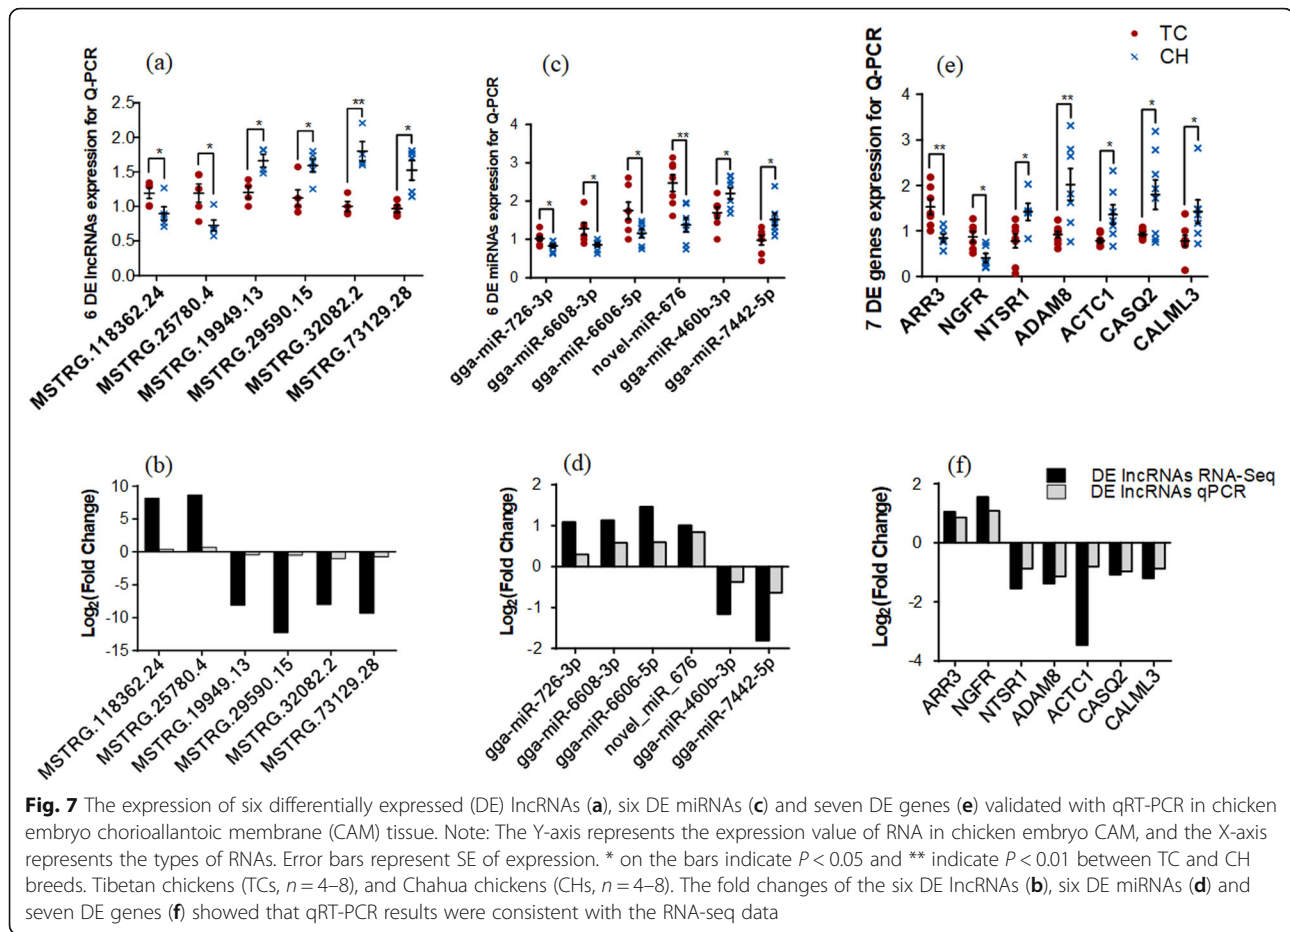 TC
CH
(a)
(c)
(e)
6 DE lncRNAs expression for Q-PCR
2.5
2.0
1.5
1.0
0.5
0.0
*
*
*
*
**
*
MSTRG.118362.24
MSTRG.25780.4
MSTRG.19949.13
MSTRG.29590.15
MSTRG.32082.2
MSTRG.73129.28
6 DE miRNAs expression for Q-PCR
4
3
2
1
0
*
*
*
**
*
*
gga-miR-726-3p
gga-miR-6608-3p
gga-miR-6606-5p
novel-miR-676
gga-miR-460b-3p
gga-miR-7442-5p
7 DE genes expression for Q-PCR
4
3
2
1
0
**
*
*
**
*
*
*
ARR3
NGFR
NTSR1
ADAM8
ACTC1
CASQ2
CALML3
(b)
Log2(Fold Change)
10
5
0
-5
-10
-15
MSTRG.118362.24
MSTRG.25780.4
MSTRG.19949.13
MSTRG.29590.15
MSTRG.32082.2
MSTRG.73129.28
(d)
Log2(Fold Change)
2
1
0
-1
-2
gga-miR-726-3p
gga-miR-6608-3p
gga-miR-6606-5p
novel_miR_676
gga-miR-460b-3p
gga-miR-7442-5p
(f)
DE lncRNAs RNA-Seq
DE lncRNAs qPCR
Log2(Fold Change)
2
0
-2
-4
ARR3
NGFR
NTSR1
ADAM8
ACTC1
CASQ2
CALML3
Fig. 7 The expression of six differentially expressed (DE) lncRNAs (a), six DE miRNAs (c) and seven DE genes (e) validated with qRT-PCR in chicken
embryo chorioallantoic membrane (CAM) tissue. Note: The Y-axis represents the expression value of RNA in chicken embryo CAM, and the X-axis
represents the types of RNAs. Error bars represent SE of expression. * on the bars indicate P < 0.05 and ** indicate P < 0.01 between TC and CH
breeds. Tibetan chickens (TCs, n = 4–8), and Chahua chickens (CHs, n = 4–8). The fold changes of the six DE lncRNAs (b), six DE miRNAs (d) and
seven DE genes (f) showed that qRT-PCR results were consistent with the RNA-seq data